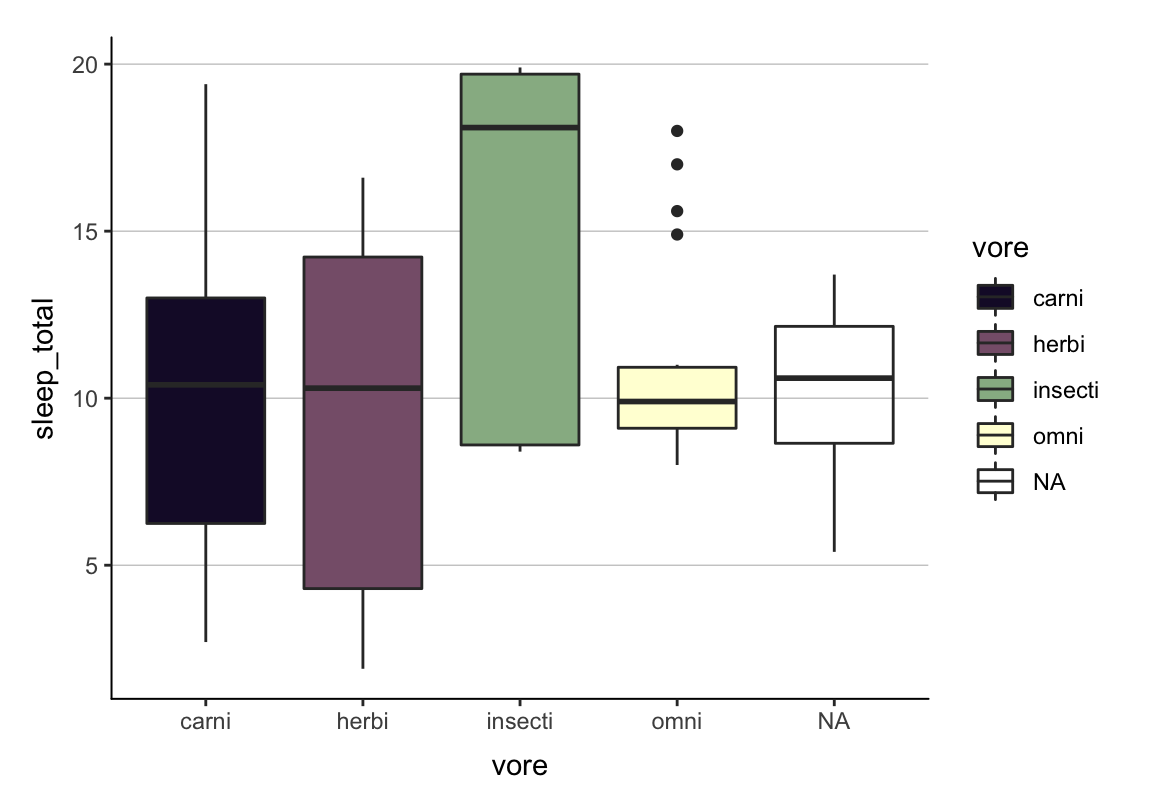 20
15
10
5
sleep_total
carni herbi insecti omni NA
vore
vore
carni
herbi
insecti
omni
NA